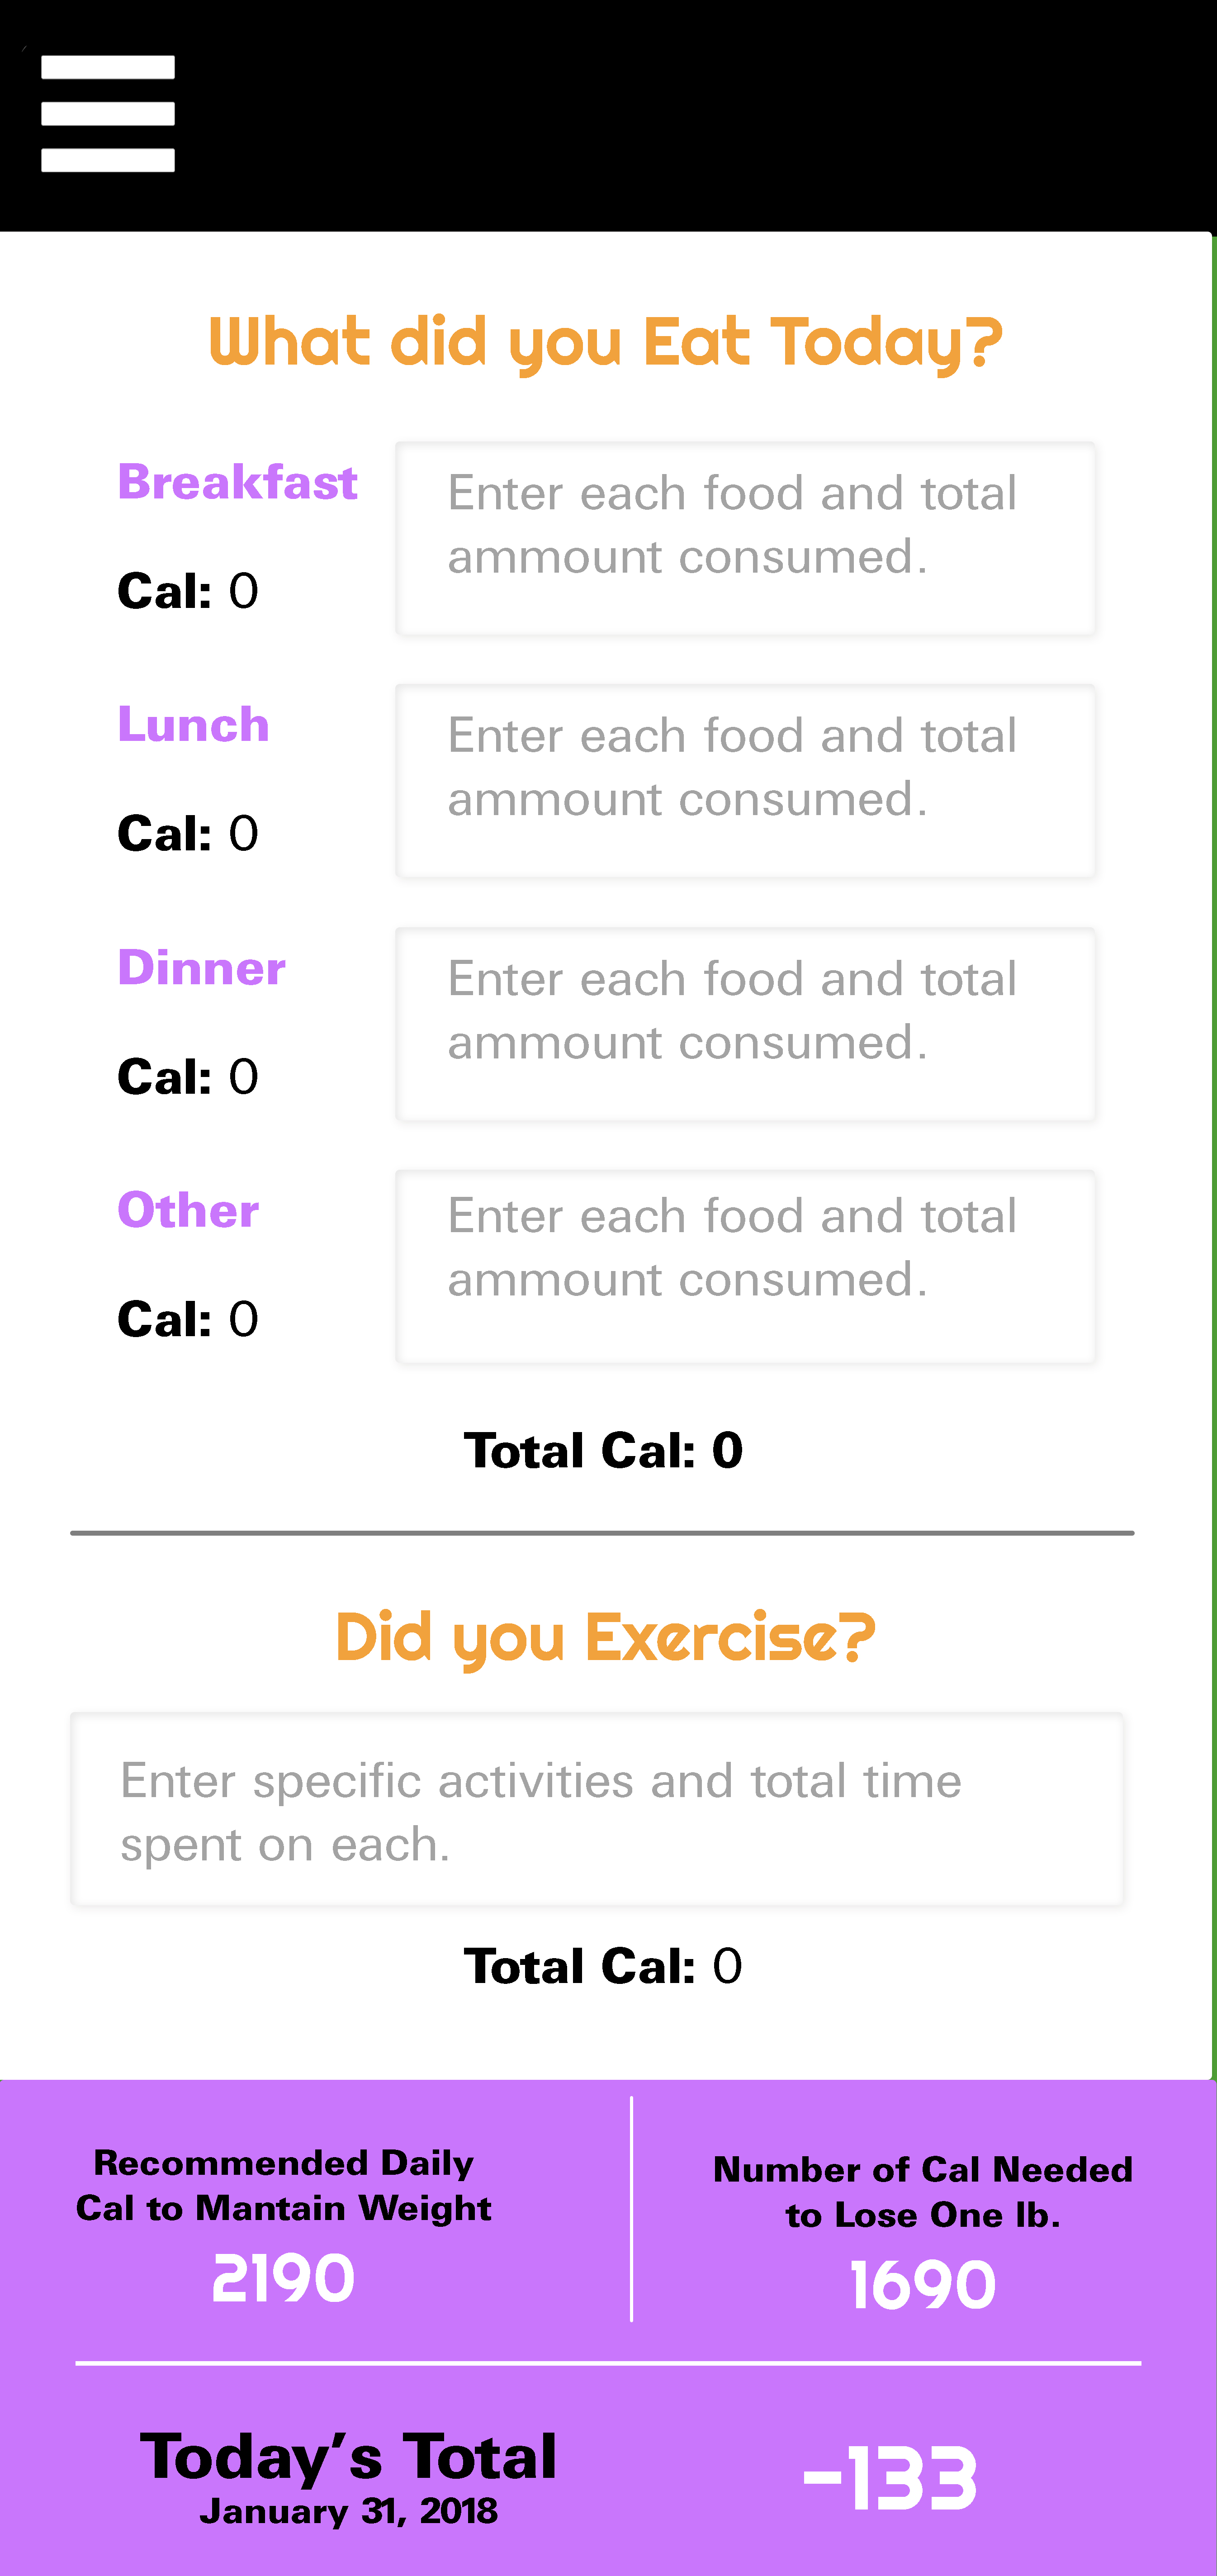 What did you Eat Today?
Breakfast
Enter each food and total
ammount consumed.
Cal: 0
Lunch
Enter each food and total
ammount consumed.
Cal: 0
Dinner
Enter each food and total
ammount consumed.
Cal: 0
Other
Enter each food and total
ammount consumed.
Cal: 0
Total Cal: 0
Did you Exercise?
Enter specific activities and total time
spent on each.
Total Cal: 0
Recommended Daily
Cal to Mantain Weight
2190
Number of Cal Needed
to Lose One lb.
1690
Today’s Total
January 31, 2018
-133